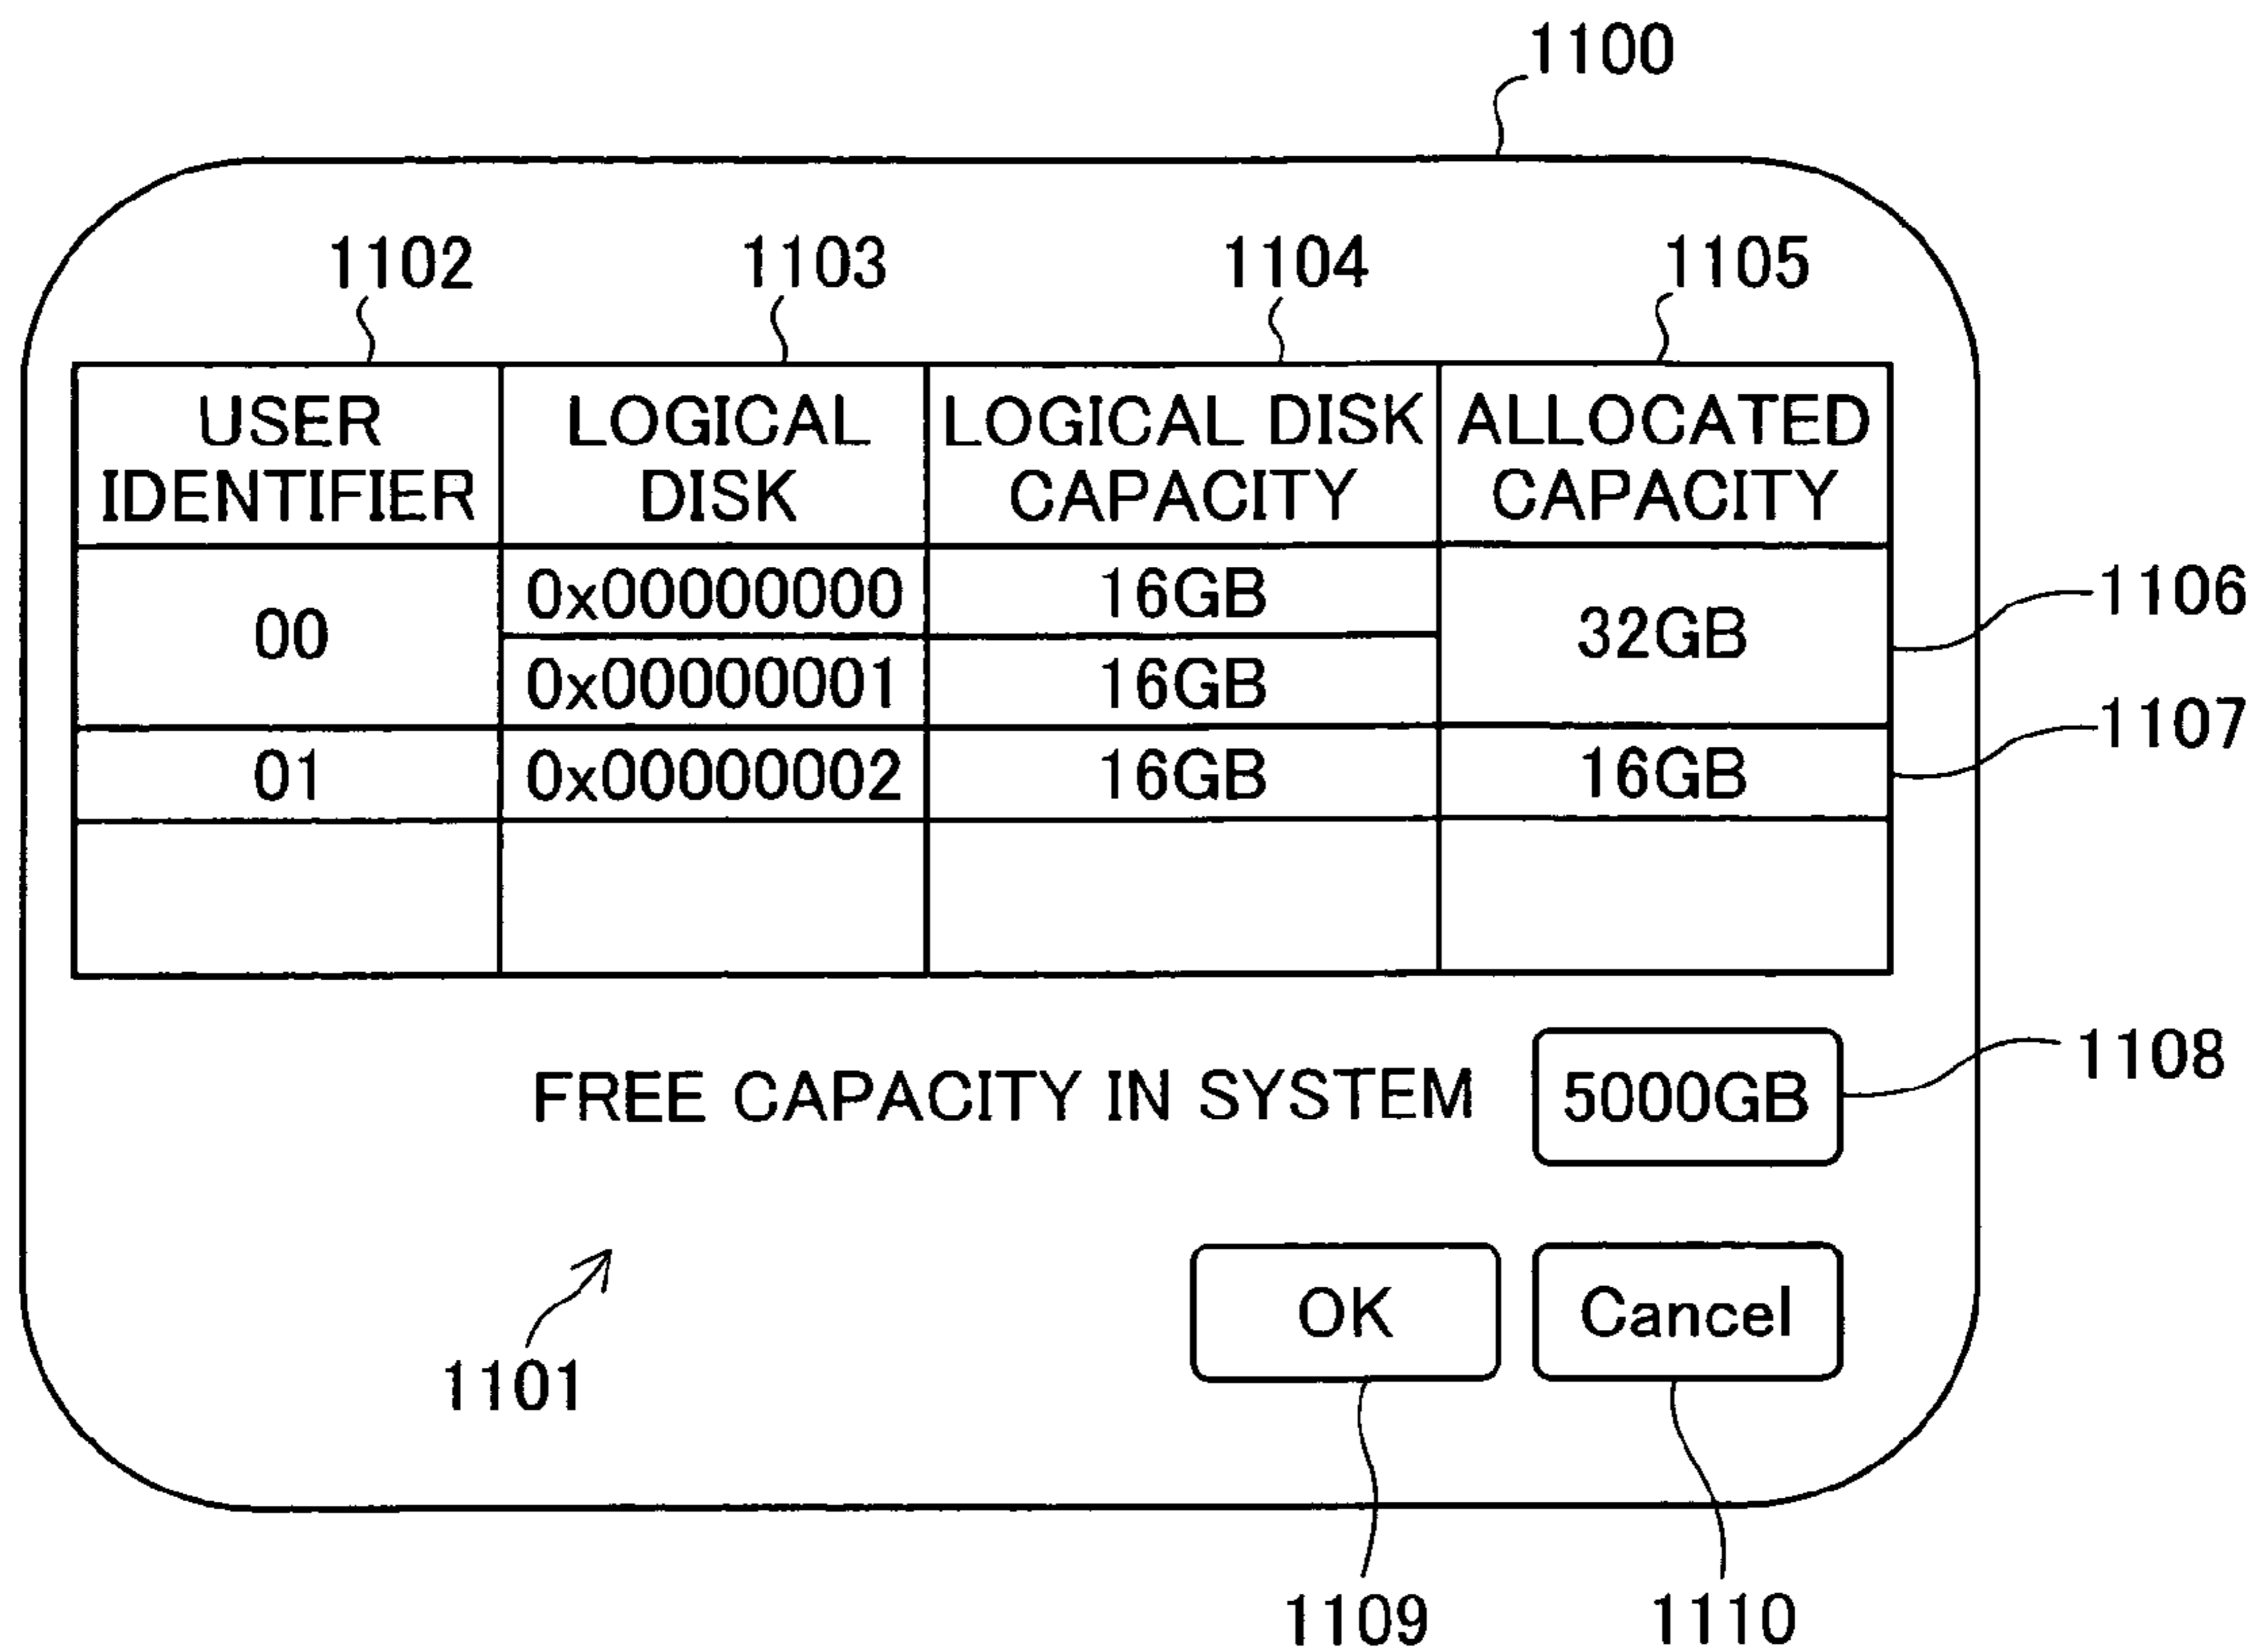 1100
1102 1103 1104 1105
USER IDENTIFIER LOGICAL DISK LOGICAL DISK CAPACITY ALLOCATED CAPACITY
00 0x00000000 16GB 32GB 1106
0x00000001 16GB
01 0x00000002 16GB 16GB 1107
FREE CAPACITY IN SYSTEM 5000GB 1108
OK Cancel
1101
1109 1110